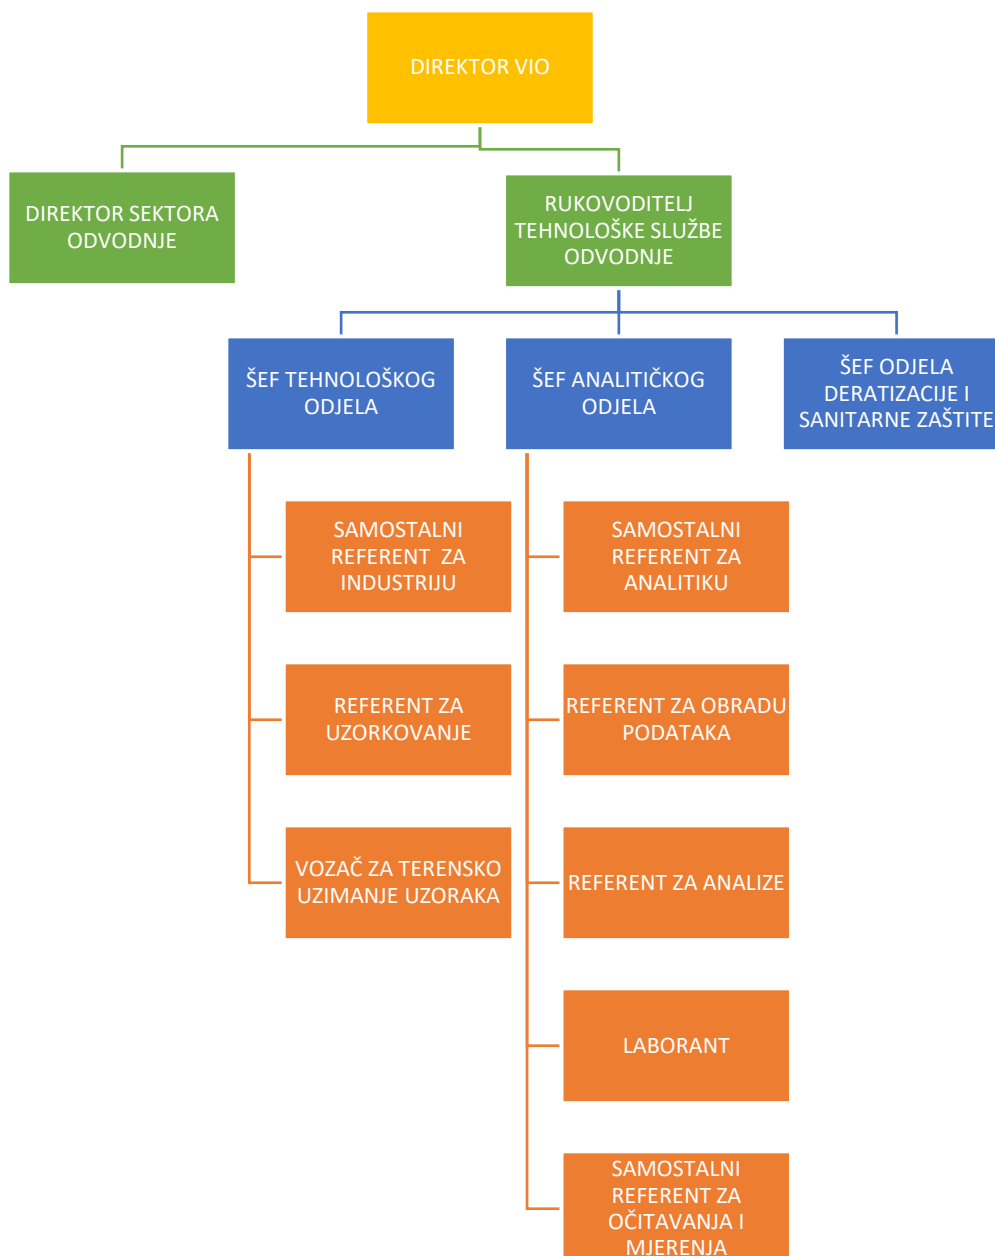 DIREKTOR VIO
DIREKTOR SEKTORA
ODVODNJE
RUKOVODITELJ
TEHNOLOŠKE SLUŽBE
ODVODNJE
ŠEF TEHNOLOŠKOG
ODJELA
ŠEF ANALITIČKOG
ODJELA
ŠEF ODJELA
DERATIZACIJE I
SANITARNE ZAŠTITE
SAMOSTALNI
REFERENT ZA
INDUSTRIJU
REFERENT ZA
UZORKOVANJE
VOZAČ ZA TERENSKO
UZIMANJE UZORAKA
SAMOSTALNI
REFERENT ZA
ANALITIKU
REFERENT ZA OBRADU
PODATAKA
REFERENT ZA ANALIZE
LABORANT
SAMOSTALNI
REFERENT ZA
OČITAVANJA I
MJERENJA